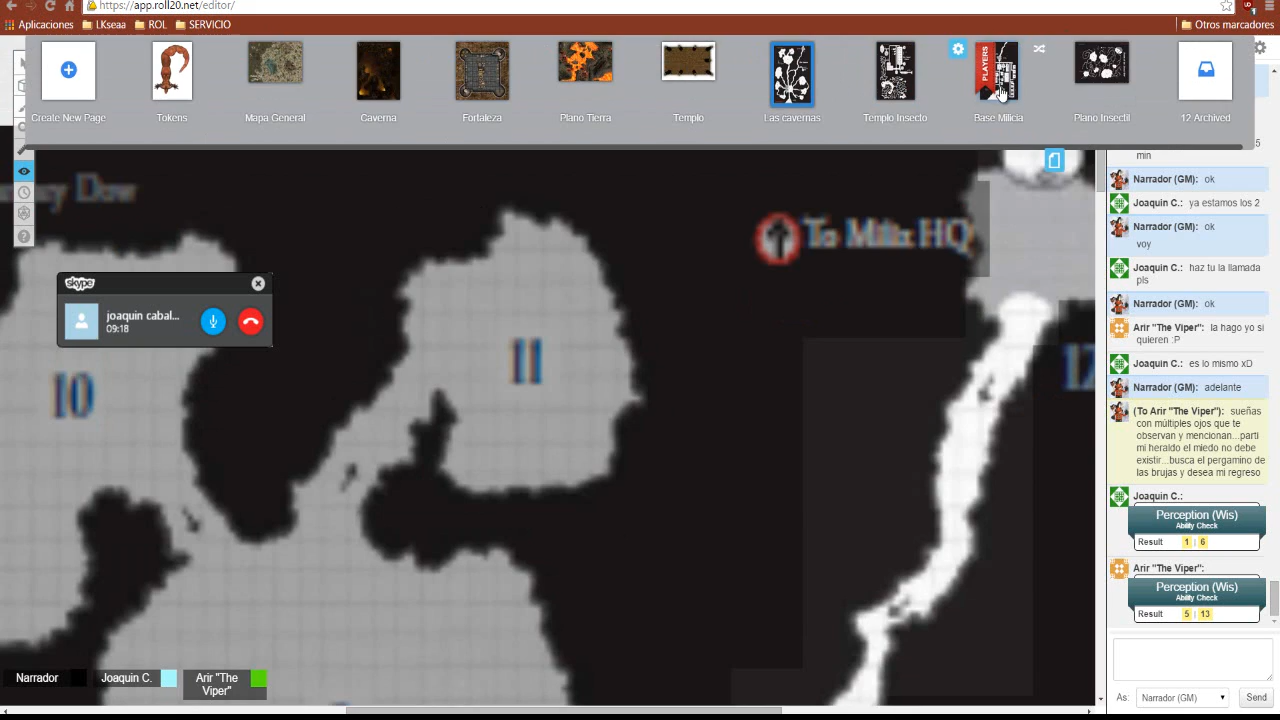 https://app.roll20.net/editor/
Aplicaciones
LKseaa
ROL
SERVICIO
Otros marcadores
PLAYERS
Create New Page
Tokens
Mapa General
Caverna
Fortaleza
Plano Tierra
Templo
Las cavernas
Templo Insecto
Base Milicia
Plano Insectil
12 Archived
To Milix HQ
skype
joaquin cabal...
09:18
10
11
min
Narrador (GM): ok
Joaquin C.: ya estamos los 2
Narrador (GM): ok
voy
Joaquin C.: haz tu la llamada
pls
Narrador (GM): ok
Arir "The Viper": la hago yo si
quieren :P
Joaquin C.: es lo mismo xD
Narrador (GM): adelante
(To Arir "The Viper"): sueñas
con múltiples ojos que te
observan y mencionan...parti
mi heraldo el miedo no debe
existir...busca el pergamino de
las brujas y desea mi regreso
Joaquin C.:
Perception (Wis)
Ability Check
Result 1 | 6
Arir "The Viper":
Perception (Wis)
Ability Check
Result 5 | 13
Narrador
Joaquin C.
Arir "The
Viper"
As: Narrador (GM)
Send